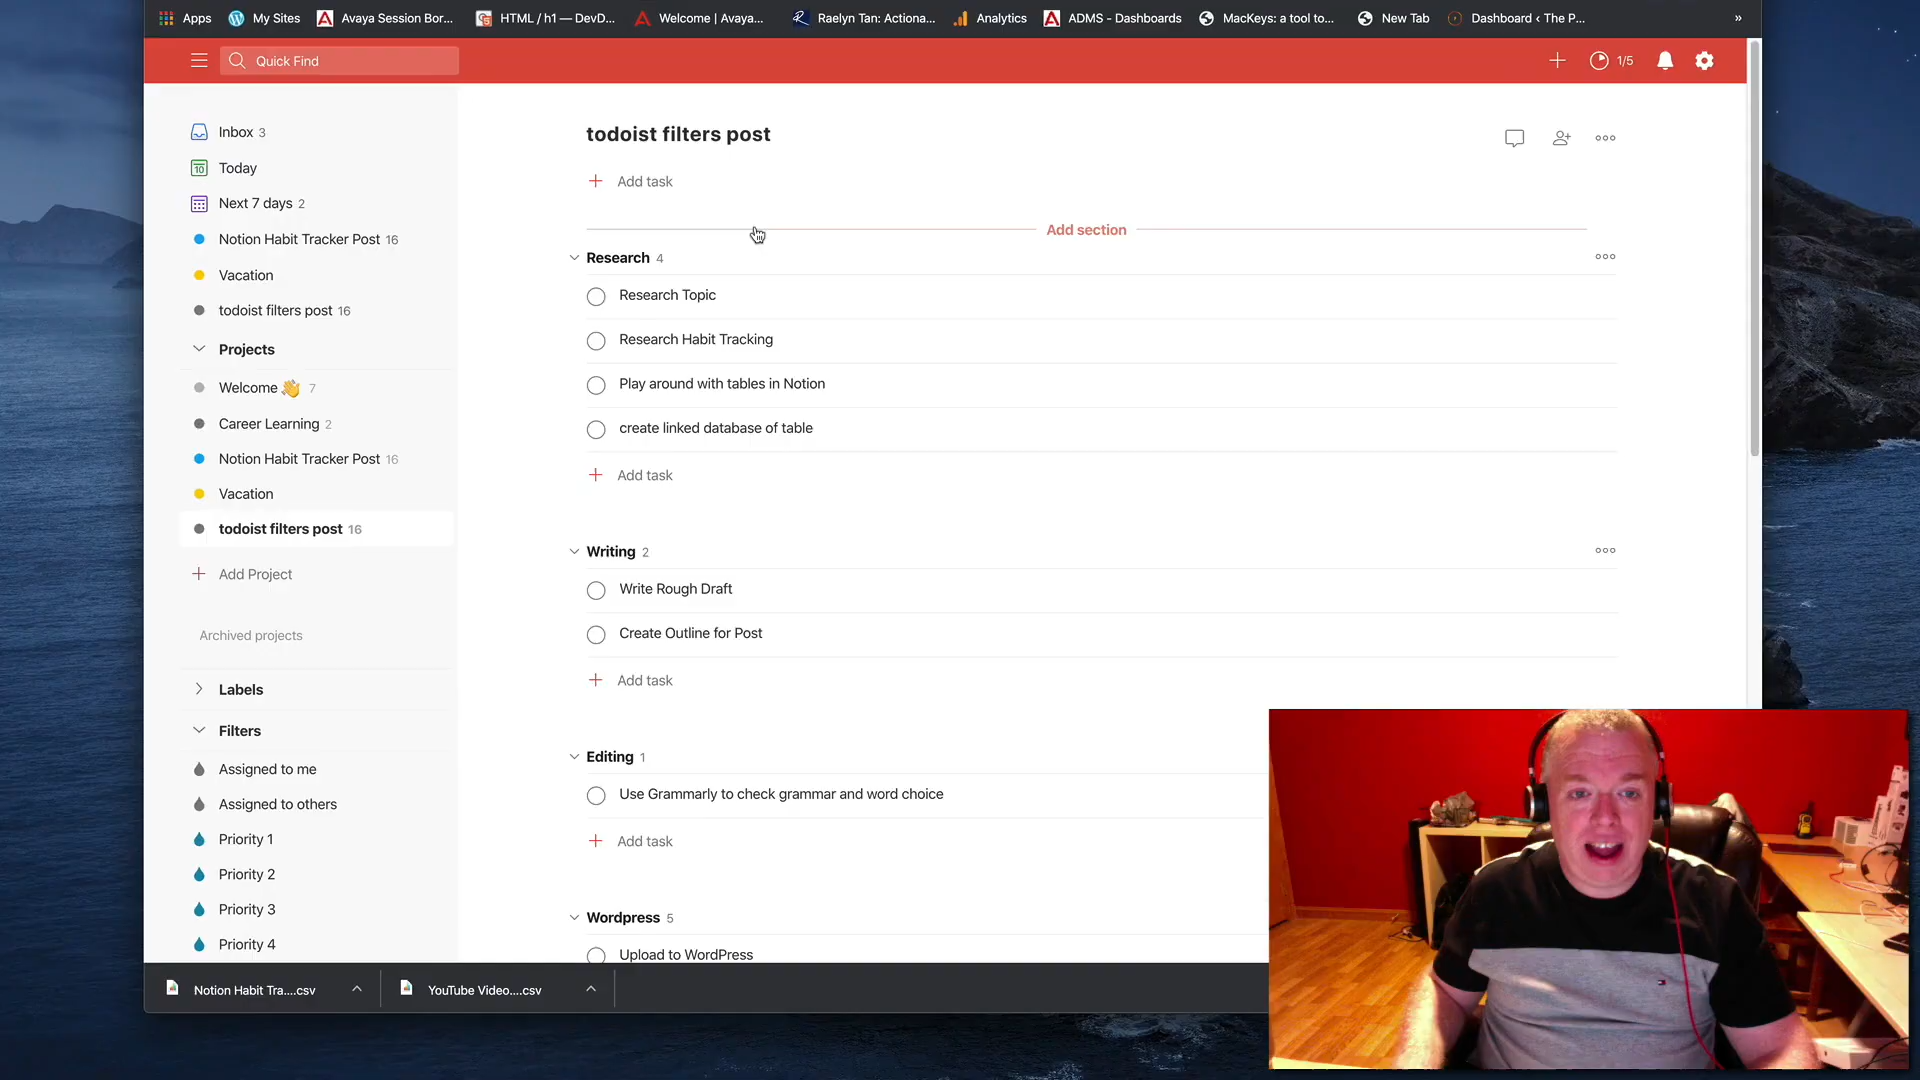 Apps
My Sites
Avaya Session Bor...
HTML / h1 — DevD...
Welcome | Avaya...
Raelyn Tan: Actiona...
Analytics
ADMS - Dashboards
MacKeys: a tool to...
New Tab
Dashboard ‹ The P...
»
Quick Find
1/5
Inbox 3
10 Today
Next 7 days 2
Notion Habit Tracker Post 16
Vacation
todoist filters post 16
Projects
Welcome 👋 7
Career Learning 2
Notion Habit Tracker Post 16
Vacation
todoist filters post 16
Add Project
Archived projects
Labels
Filters
Assigned to me
Assigned to others
Priority 1
Priority 2
Priority 3
Priority 4
todoist filters post
Add task
Add section
Research 4
Research Topic
Research Habit Tracking
Play around with tables in Notion
create linked database of table
Add task
Writing 2
Write Rough Draft
Create Outline for Post
Add task
Editing 1
Use Grammarly to check grammar and word choice
Add task
Wordpress 5
Upload to WordPress
Notion Habit Tra....csv
YouTube Video....csv